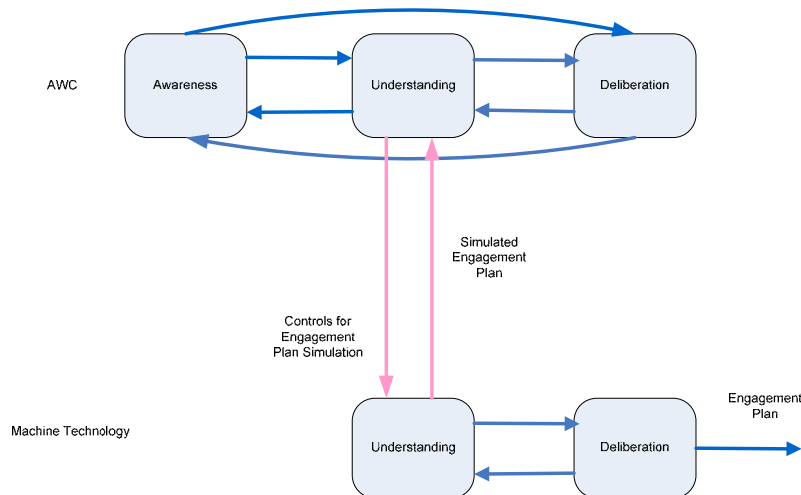 AWC
Awareness
Understanding
Deliberation
Simulated
Engagement
Plan
Controls for
Engagement
Plan Simulation
Engagement
Plan
Machine Technology
Understanding
Deliberation